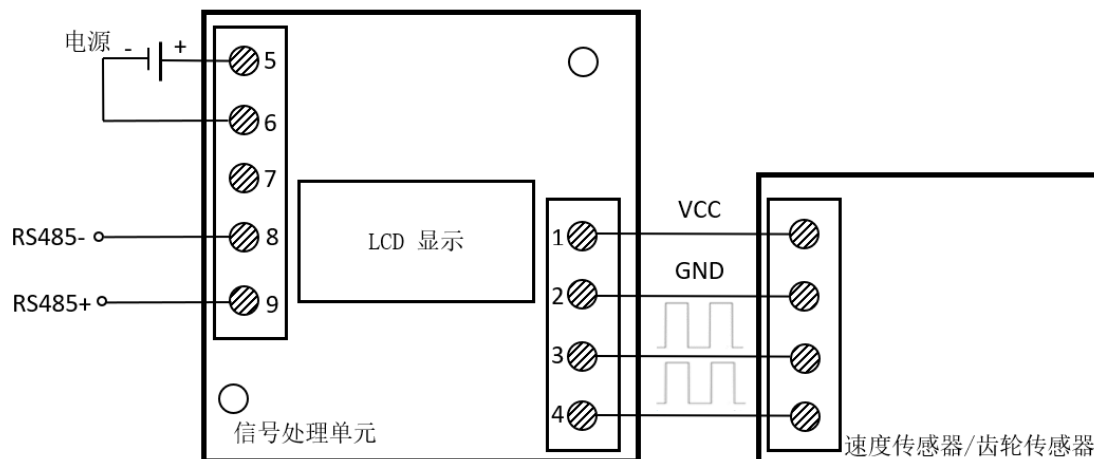 电源 - +
5
6
7
RS485- 8
RS485+ 9
LCD 显示
1 VCC
2 GND
3
4
信号处理单元
速度传感器/齿轮传感器